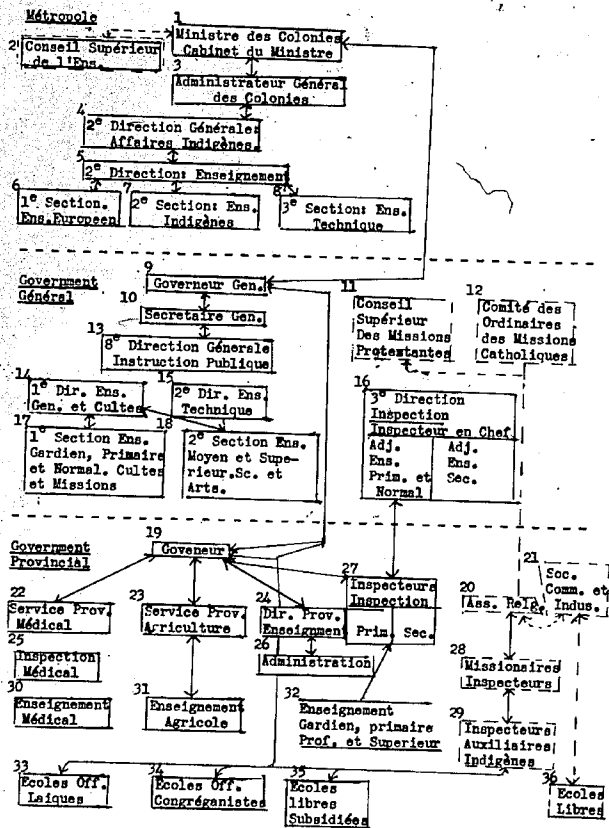 Métropole
1
Ministre des Colonies
Cabinet du Ministre
2
Conseil Supérieur
de l'Ens.
3
Administrateur Général
des Colonies
4
2e Direction Générale:
Affaires Indigènes.
5
2e Direction: Enseignement
6
1e Section.
Ens. Europeen
7
2e Section: Ens.
Indigènes
8
3e Section: Ens.
Technique
Government
Général
9
Governeur Gen.
10
Secretaire Gen.
11
Conseil
Supérieur
Des Missions
Protestantes
12
Comité des
Ordinaires
des Missions
Catholiques
13
8e Direction Génerale
Instruction Publique
14
1e Dir. Ens.
Gen. et Cultes
15
2e Dir. Ens.
Technique
16
3e Direction
Inspection
Inspecteur en Chef.
Adj.
Ens.
Prim. et
Normal
Adj.
Ens.
Sec.
17
1e Section Ens.
Gardien, Primaire
et Normal. Cultes
et Missions
18
2e Section Ens.
Moyen et Supe-
rieur.Sc. et
Arts.
Government
Provincial
19
Goveneur
20
Ass. Relg.
21
Soc.
Comm. et
Indus.
22
Service Prov.
Médical
23
Service Prov.
Agriculture
24
Dir. Prov.
Enseignment
25
Inspection
Médical
26
Administration
27
Inspecteurs
Inspection
Prim. Sec.
28
Missionaires
Inspecteurs
29
Inspecteurs
Auxiliaires
Indigènes
30
Enseignement
Médical
31
Enseignement
Agricole
32
Enseignement
Gardien, primaire
Prof. et Superieur
33
Ecoles Off.
Laiques
34
Ecoles Off.
Congréganistes
35
Ecoles
libres
Subsidiées
36
Ecoles
Libres